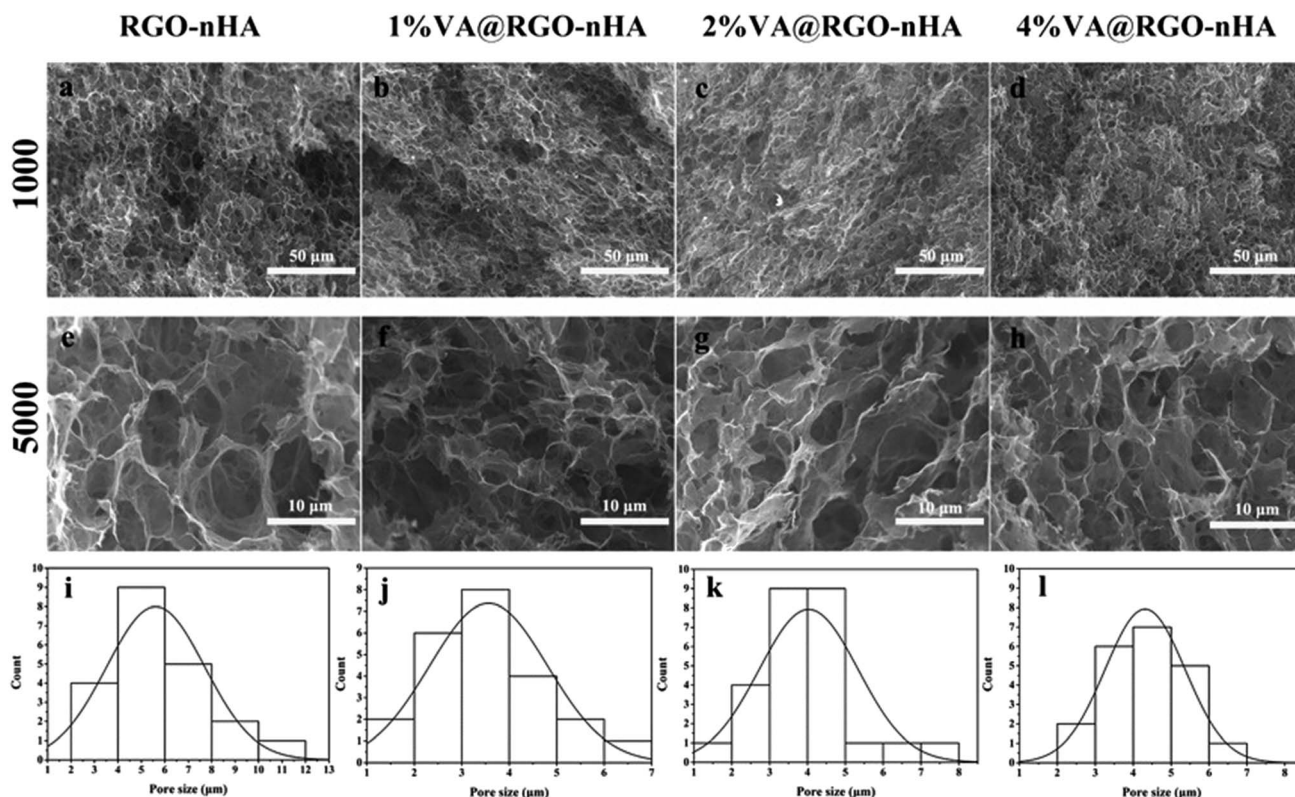 RGO-nHA 1%VA@RGO-nHA 2%VA@RGO-nHA 4%VA@RGO-nHA
1000
a b c d
50 µm 50 µm 50 µm 50 µm
5000
e f g h
10 µm 10 µm 10 µm 10 µm
i
10
9
8
7
6
5
4
3
2
1
0
Count
1 2 3 4 5 6 7 8 9 10 11 12 13
Pore size (µm)
j
9
8
7
6
5
4
3
2
1
0
Count
1 2 3 4 5 6 7
Pore size (µm)
k
10
9
8
7
6
5
4
3
2
1
0
Count
1 2 3 4 5 6 7 8
Pore size (µm)
l
10
9
8
7
6
5
4
3
2
1
0
Count
1 2 3 4 5 6 7 8
Pore size (µm)